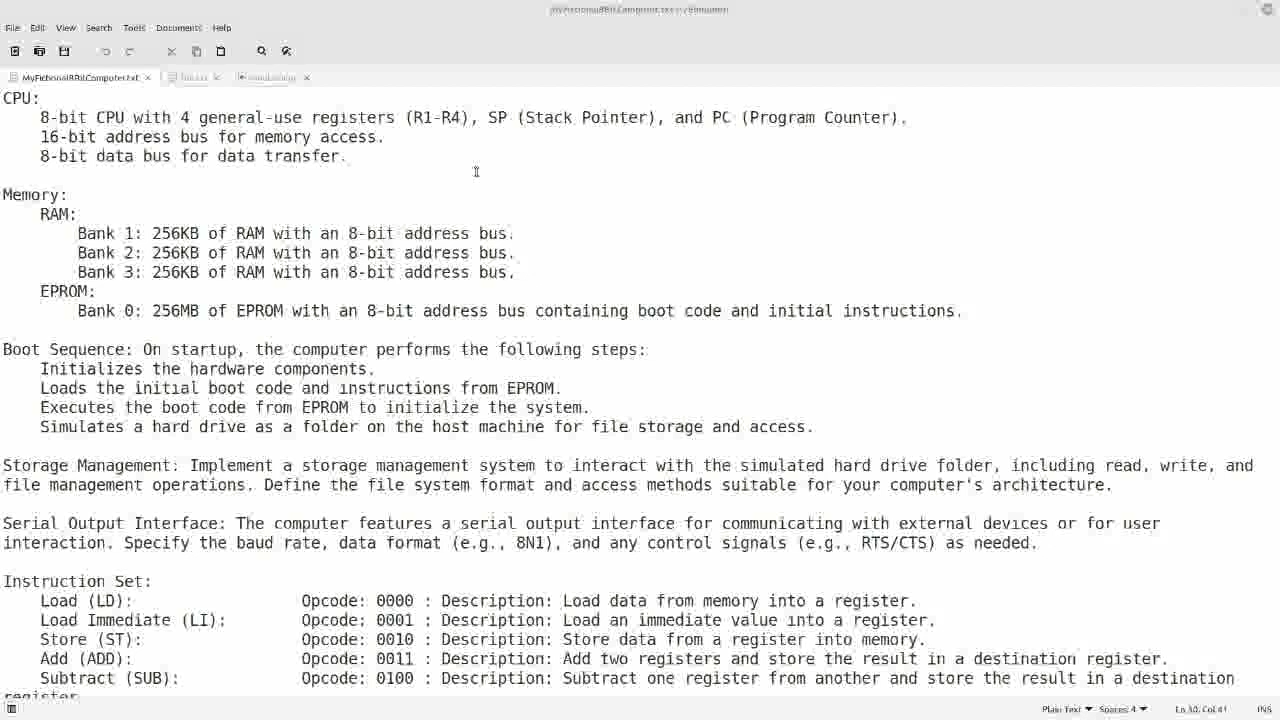 File Edit View Search Tools Documents Help
MyFictional8BitComputer.txt
CPU:
8-bit CPU with 4 general-use registers (R1-R4), SP (Stack Pointer), and PC (Program Counter).
16-bit address bus for memory access.
8-bit data bus for data transfer.
Memory:
RAM:
Bank 1: 256KB of RAM with an 8-bit address bus.
Bank 2: 256KB of RAM with an 8-bit address bus.
Bank 3: 256KB of RAM with an 8-bit address bus.
EPROM:
Bank 0: 256MB of EPROM with an 8-bit address bus containing boot code and initial instructions.
Boot Sequence: On startup, the computer performs the following steps:
Initializes the hardware components.
Loads the initial boot code and instructions from EPROM.
Executes the boot code from EPROM to initialize the system.
Simulates a hard drive as a folder on the host machine for file storage and access.
Storage Management: Implement a storage management system to interact with the simulated hard drive folder, including read, write, and
file management operations. Define the file system format and access methods suitable for your computer's architecture.
Serial Output Interface: The computer features a serial output interface for communicating with external devices or for user
interaction. Specify the baud rate, data format (e.g., 8N1), and any control signals (e.g., RTS/CTS) as needed.
Instruction Set:
Load (LD): Opcode: 0000 : Description: Load data from memory into a register.
Load Immediate (LI): Opcode: 0001 : Description: Load an immediate value into a register.
Store (ST): Opcode: 0010 : Description: Store data from a register into memory.
Add (ADD): Opcode: 0011 : Description: Add two registers and store the result in a destination register.
Subtract (SUB): Opcode: 0100 : Description: Subtract one register from another and store the result in a destination
register
Plain Text Spaces: 4 Ln 30, Col 41 INS